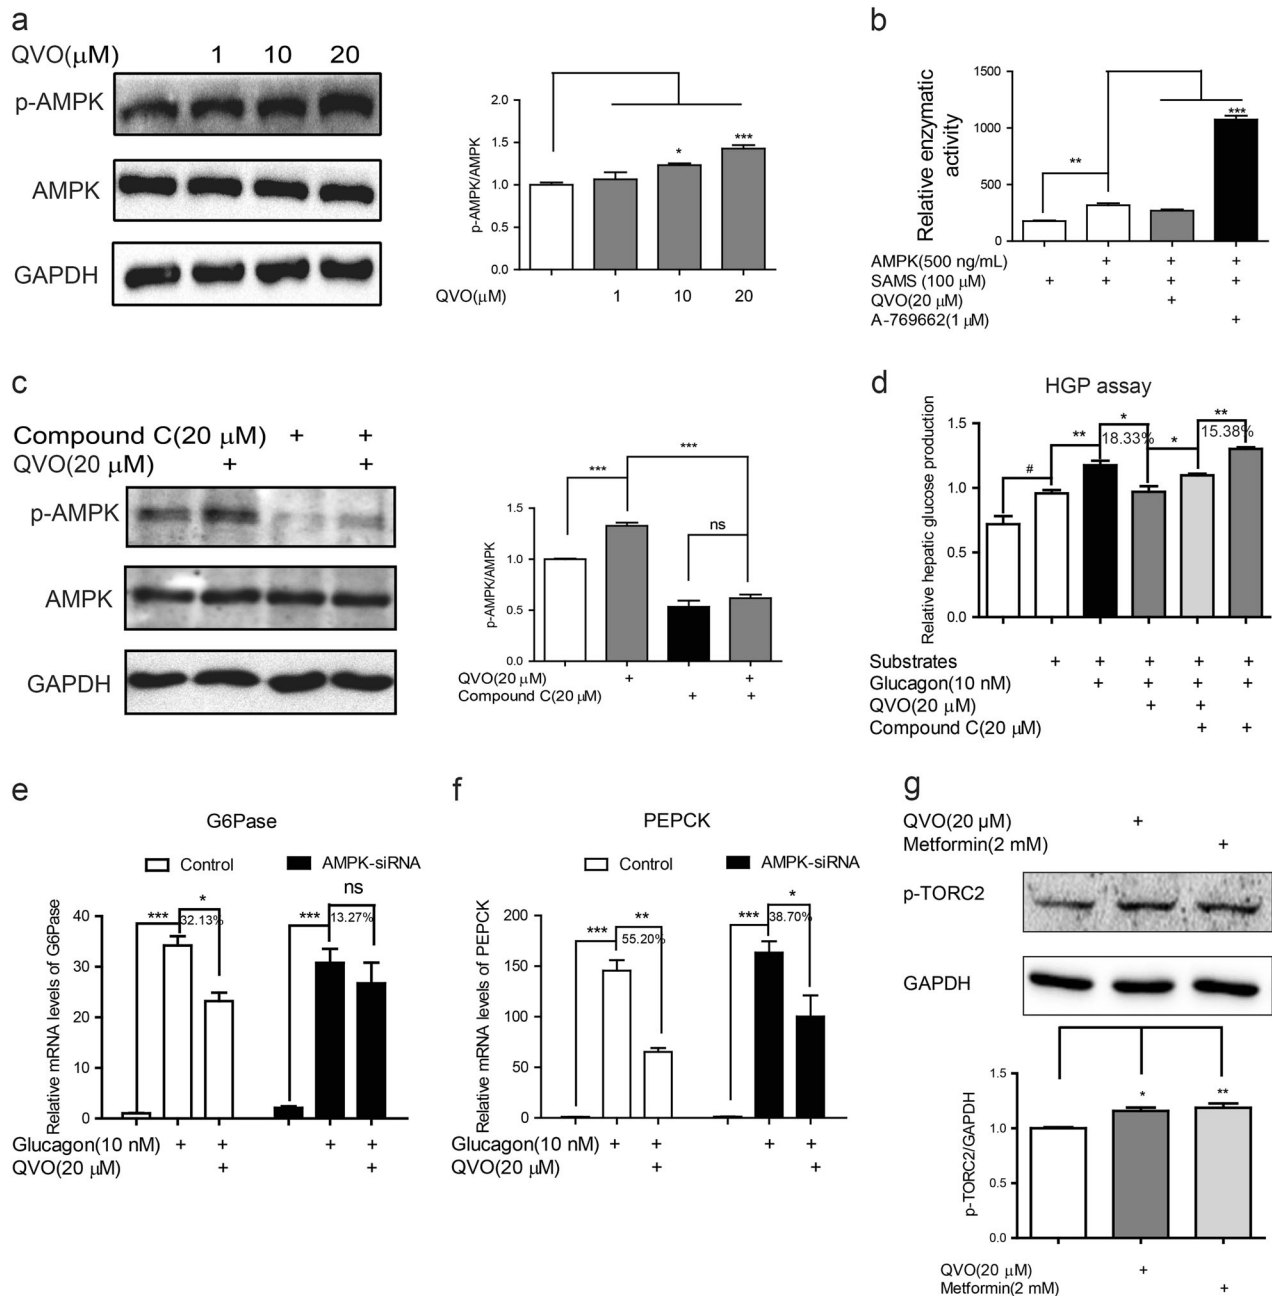 a
QVO(μM) 1 10 20
p-AMPK
AMPK
GAPDH
2.0
1.5
1.0
0.5
0.0
p-AMPK/AMPK
* ***
QVO(μM) 1 10 20
b
1500
1000
500
0
Relative enzymatic
activity
** ***
AMPK(500 ng/mL) + + +
SAMS (100 μM) + + + +
QVO(20 μM) +
A-769662(1 μM) +
c
Compound C(20 μM) + +
QVO(20 μM) + +
p-AMPK
AMPK
GAPDH
1.5
1.0
0.5
0.0
p-AMPK/AMPK
*** *** ns
QVO(20 μM) + +
Compound C(20 μM) + +
d
HGP assay
1.5
1.0
0.5
0.0
Relative hepatic glucose production
# ** * 18.33% * ** 15.38%
Substrates + + + + +
Glucagon(10 nM) + + + +
QVO(20 μM) + +
Compound C(20 μM) + +
e
G6Pase
Control AMPK-siRNA
40
30
20
10
0
Relative mRNA levels of G6Pase
*** * 32.13% *** ns 13.27%
Glucagon(10 nM) + + + +
QVO(20 μM) + +
f
PEPCK
Control AMPK-siRNA
200
150
100
50
0
Relative mRNA levels of PEPCK
*** ** 55.20% *** * 38.70%
Glucagon(10 nM) + + + +
QVO(20 μM) + +
g
QVO(20 μM) +
Metformin(2 mM) +
p-TORC2
GAPDH
1.5
1.0
0.5
0.0
p-TORC2/GAPDH
* **
QVO(20 μM) +
Metformin(2 mM) +